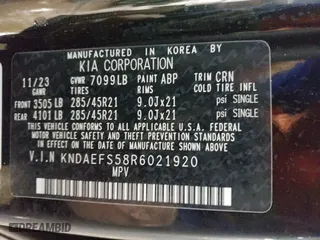 MANUFACTURED IN KOREA BY
KIA CORPORATION
11/23 GVWR 7099LB PAINT ABP TRIM CRN
GAWR TIRES RIMS COLD TIRE INFL
FRONT 3505 LB 285/45R21 9.0Jx21 psi SINGLE
REAR 4101 LB 285/45R21 9.0Jx21 psi SINGLE
THIS VEHICLE CONFORMS TO ALL APPLICABLE
U.S. FEDERAL MOTOR VEHICLE SAFETY
AND THEFT PREVENTION STANDARDS
IN EFFECT ON THE DATE OF
MANUFACTURE SHOWN ABOVE
V.I.N KNDAEFS58R6021920
MPV
DREAMBID